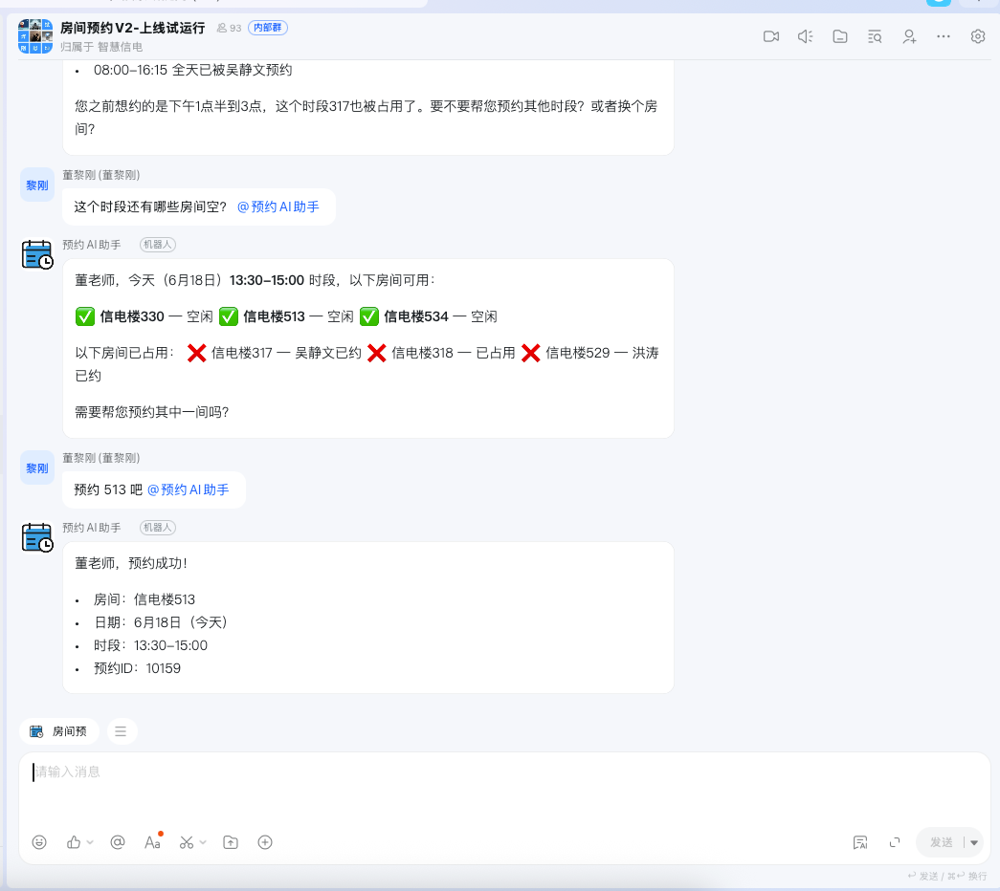 房间预约V2-上线试运行 93 内部群
归属于 智慧信电
• 08:00–16:15 全天已被吴静文预约
您之前想约的是下午1点半到3点，这个时段317也被占用了。要不要帮您预约其他时段？或者换个房
间？
董黎刚 (董黎刚)
黎刚
这个时段还有哪些房间空？ @预约AI助手
预约AI助手 机器人
董老师，今天（6月18日）13:30–15:00 时段，以下房间可用：
✅ 信电楼330 — 空闲 ✅ 信电楼513 — 空闲 ✅ 信电楼534 — 空闲
以下房间已占用： ❌ 信电楼317 — 吴静文已约 ❌ 信电楼318 — 已占用 ❌ 信电楼529 — 洪涛
已约
需要帮您预约其中一间吗？
董黎刚 (董黎刚)
黎刚
预约 513 吧 @预约AI助手
预约AI助手 机器人
董老师，预约成功！
• 房间：信电楼513
• 日期：6月18日（今天）
• 时段：13:30–15:00
• 预约ID：10159
房间预
请输入消息
Aa
AI
发送
↵ 发送 / ⌘↵ 换行